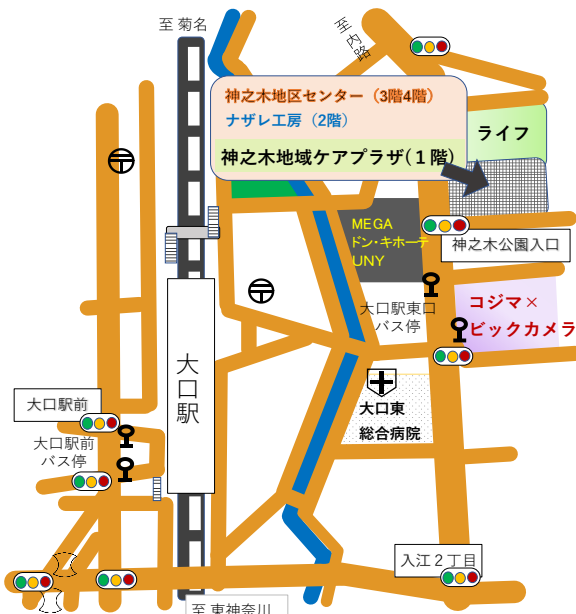 至 菊名
至内路
神之木地区センター（3階4階）
ナザレ工房（2階）
神之木地域ケアプラザ(１階)
ライフ
MEGA
ドン・キホーテ
UNY
神之木公園入口
大口駅東口
バス停
コジマ×
ビックカメラ
大口駅
大口東
総合病院
大口駅前
大口駅前
バス停
入江２丁目
至 東神奈川